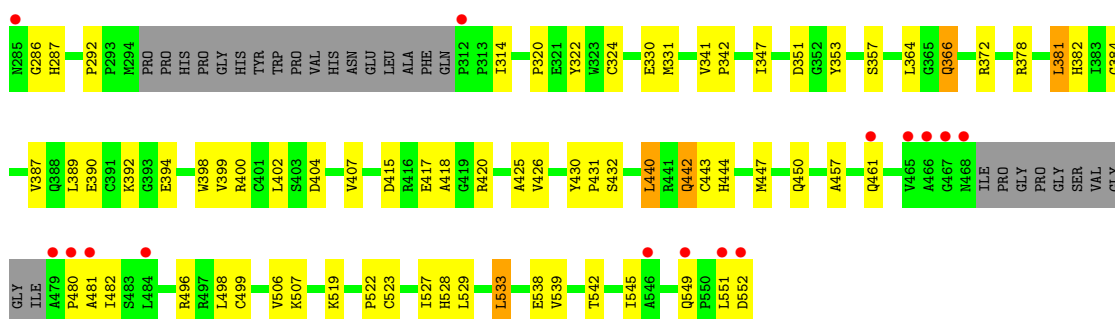 N285 G286 H287 P292 P293 M294 PRO PRO HIS PRO GLY HIS TYR TRP PRO VAL HIS ASN GLU LEU ALA PHE GLN P312 P313 I314 P320 E321 Y322 W323 C324 E330 M331 V341 P342 I347 D351 G352 Y353 S357 L364 G365 Q366 R372 R378 L381 H382 I383
V387 Q388 L389 E390 C391 K392 G393 E394 W398 V399 R400 C401 L402 S403 D404 V407 D415 R416 E417 A418 G419 R420 A425 V426 Y430 P431 S432 L440 R441 Q442 C443 H444 M447 Q450 A457 Q461 V465 A466 G467 N468 ILE PRO GLY PRO GLY SER VAL GLY
GLY ILE A479 P480 A481 I482 S483 L484 R496 R497 L498 C499 V506 K507 K519 P522 C523 I527 H528 L529 L533 E538 V539 T542 I545 A546 Q549 P550 L551 D552